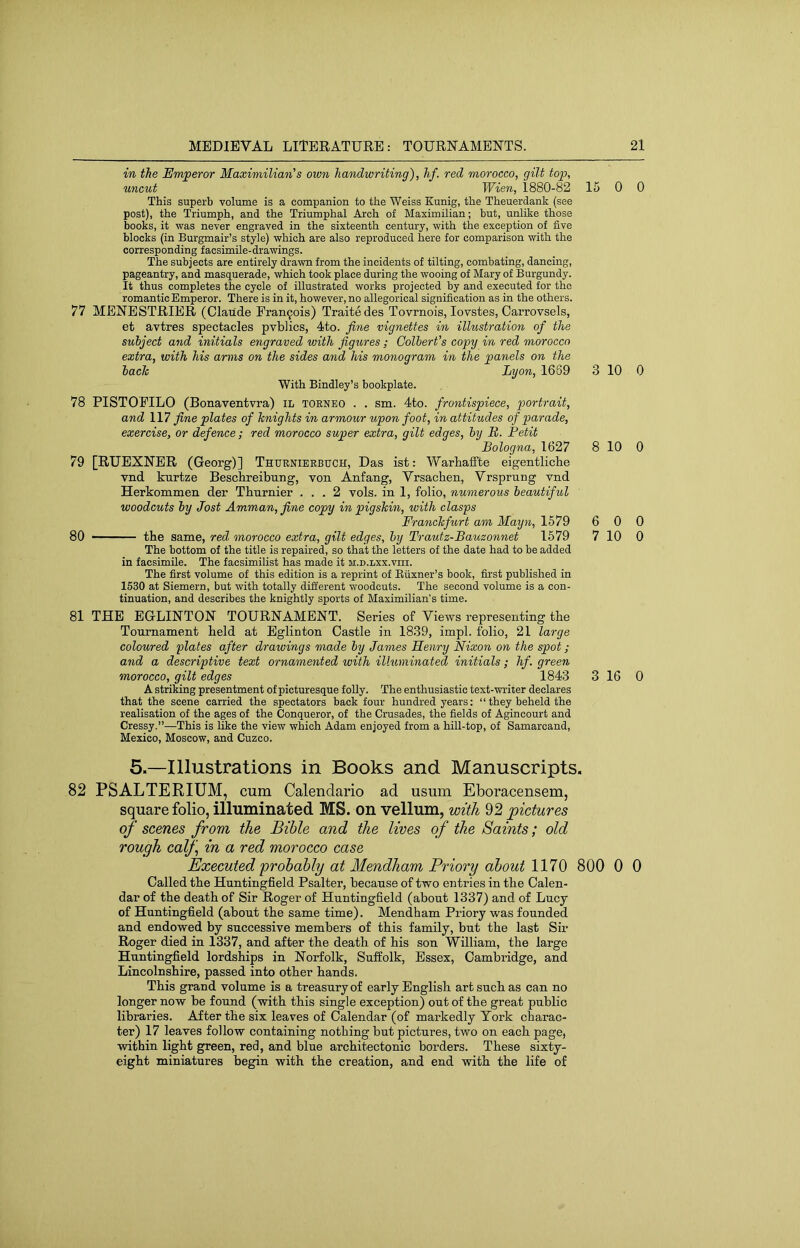 MEDIEVAL LITERATURE: TOURNAMENTS. 21
in the Emperor Maximilian's own handwriting), hf. red morocco, gilt top,
uncut Wien, 1880-82 15 0 0
This superb volume is a companion to the Weiss Kunig, the Theuerdank (see
post), the Triumph, and the Triumphal Arch of Maximilian; but, unlike those
books, it was never engraved in the sixteenth century, with the exception of five
blocks (in Burgmair's style) which are also reproduced here for comparison with the
corresponding facsimile-drawings.
The subjects are entirely drawn from the incidents of tilting, combating, dancing,
pageantry, and masquerade, which took place during the wooing of Mary of Burgundy.
It thus completes the cycle of illustrated works projected by and executed for the
romantic Emperor. There is in it, however, no allegorical signification as in the others.
77 MENESTRIER (Claude François) Traité des Tovrnois, Iovstes, Carrovsels,
et avtres spectacles pvblics, 4to. fine vignettes in illustration of the
subject and initials engraved with figures; Colbert's copy in red morocco
extra, with his arms on the sides and his monogram in the panels on the
back Lyon, 1669 3 10 0
With Bindley's bookplate.
78 PISTOFILO (Bonaventvra) IL TORNEO . . sm. 4to. frontispiece, portrait,
and 117 fine plates of knights in armour upon foot, in attitudes of parade,
exercise, or defence; red morocco super extra, gilt edges, by R. Petit
Bologna, 1627 8 10 0
79 [RUEXNER (Georg)] THURNIERBUCH, Das ist: Warhaffte eigentliche
vnd kurtze Beschreibung, von Anfang, Vrsachen, Vrsprung vnd
Herkommen der Thurnier . . . 2 vols. in 1, folio, numerous beautiful
woodcuts by Jost Amman, fine copy in pigskin, with clasps
Franckfurt am Mayn, 1579 6 0 0
80 ——— the same, red morocco extra, gilt edges, by Trautz-Bauzonnet 1579 7 10 0
The bottom of the title is repaired, so that the letters of the date had to be added
in facsimile. The facsimilist has made it M.D.LXX.VIII.
The first volume of this edition is a reprint of Rüxner's book, first published in
1530 at Siemern, but with totally different woodcuts. The second volume is a con-
tinuation, and describes the knightly sports of Maximilian's time.
81 THE EGLINTON TOURNAMENT. Series of Views representing the
Tournament held at Eglinton Castle in 1839, impl. folio, 21 large
coloured plates after drawings made by James Henry Nixon on the spot;
and a descriptive text ornamented with illuminated initials; hf. green
morocco, gilt edges 1843 3 16 0
A striking presentment of picturesque folly. The enthusiastic text-writer declares
that the scene carried the spectators back four hundred years: "they beheld the
realisation of the ages of the Conqueror, of the Crusades, the fields of Agincourt and
Cressy."—This is like the view which Adam enjoyed from a hill-top, of Samarcand,
Mexico, Moscow, and Cuzco.
5.—Illustrations in Books and Manuscripts.
82 PSALTERIUM, cum Calendario ad usum Eboracensem,
square folio, illuminated MS. on vellum, with 92 pictures
of scenes from the Bible and the lives of the Saints; old
rough calf, in a red morocco case
Executed probably at Mendham Priory about 1170 800 0 0
Called the Huntingfield Psalter, because of two entries in the Calen-
dar of the death of Sir Roger of Huntingfield (about 1337) and of Lucy
of Huntingfield (about the same time). Mendham Priory was founded
and endowed by successive members of this family, but the last Sir
Roger died in 1337, and after the death of his son William, the large
Huntingfield lordships in Norfolk, Suffolk, Essex, Cambridge, and
Lincolnshire, passed into other hands.
This grand volume is a treasury of early English art such as can no
longer now be found (with this single exception) out of the great public
libraries. After the six leaves of Calendar (of markedly York charac-
ter) 17 leaves follow containing nothing but pictures, two on each page,
within light green, red, and blue architectonic borders. These sixty-
eight miniatures begin with the creation, and end with the life of